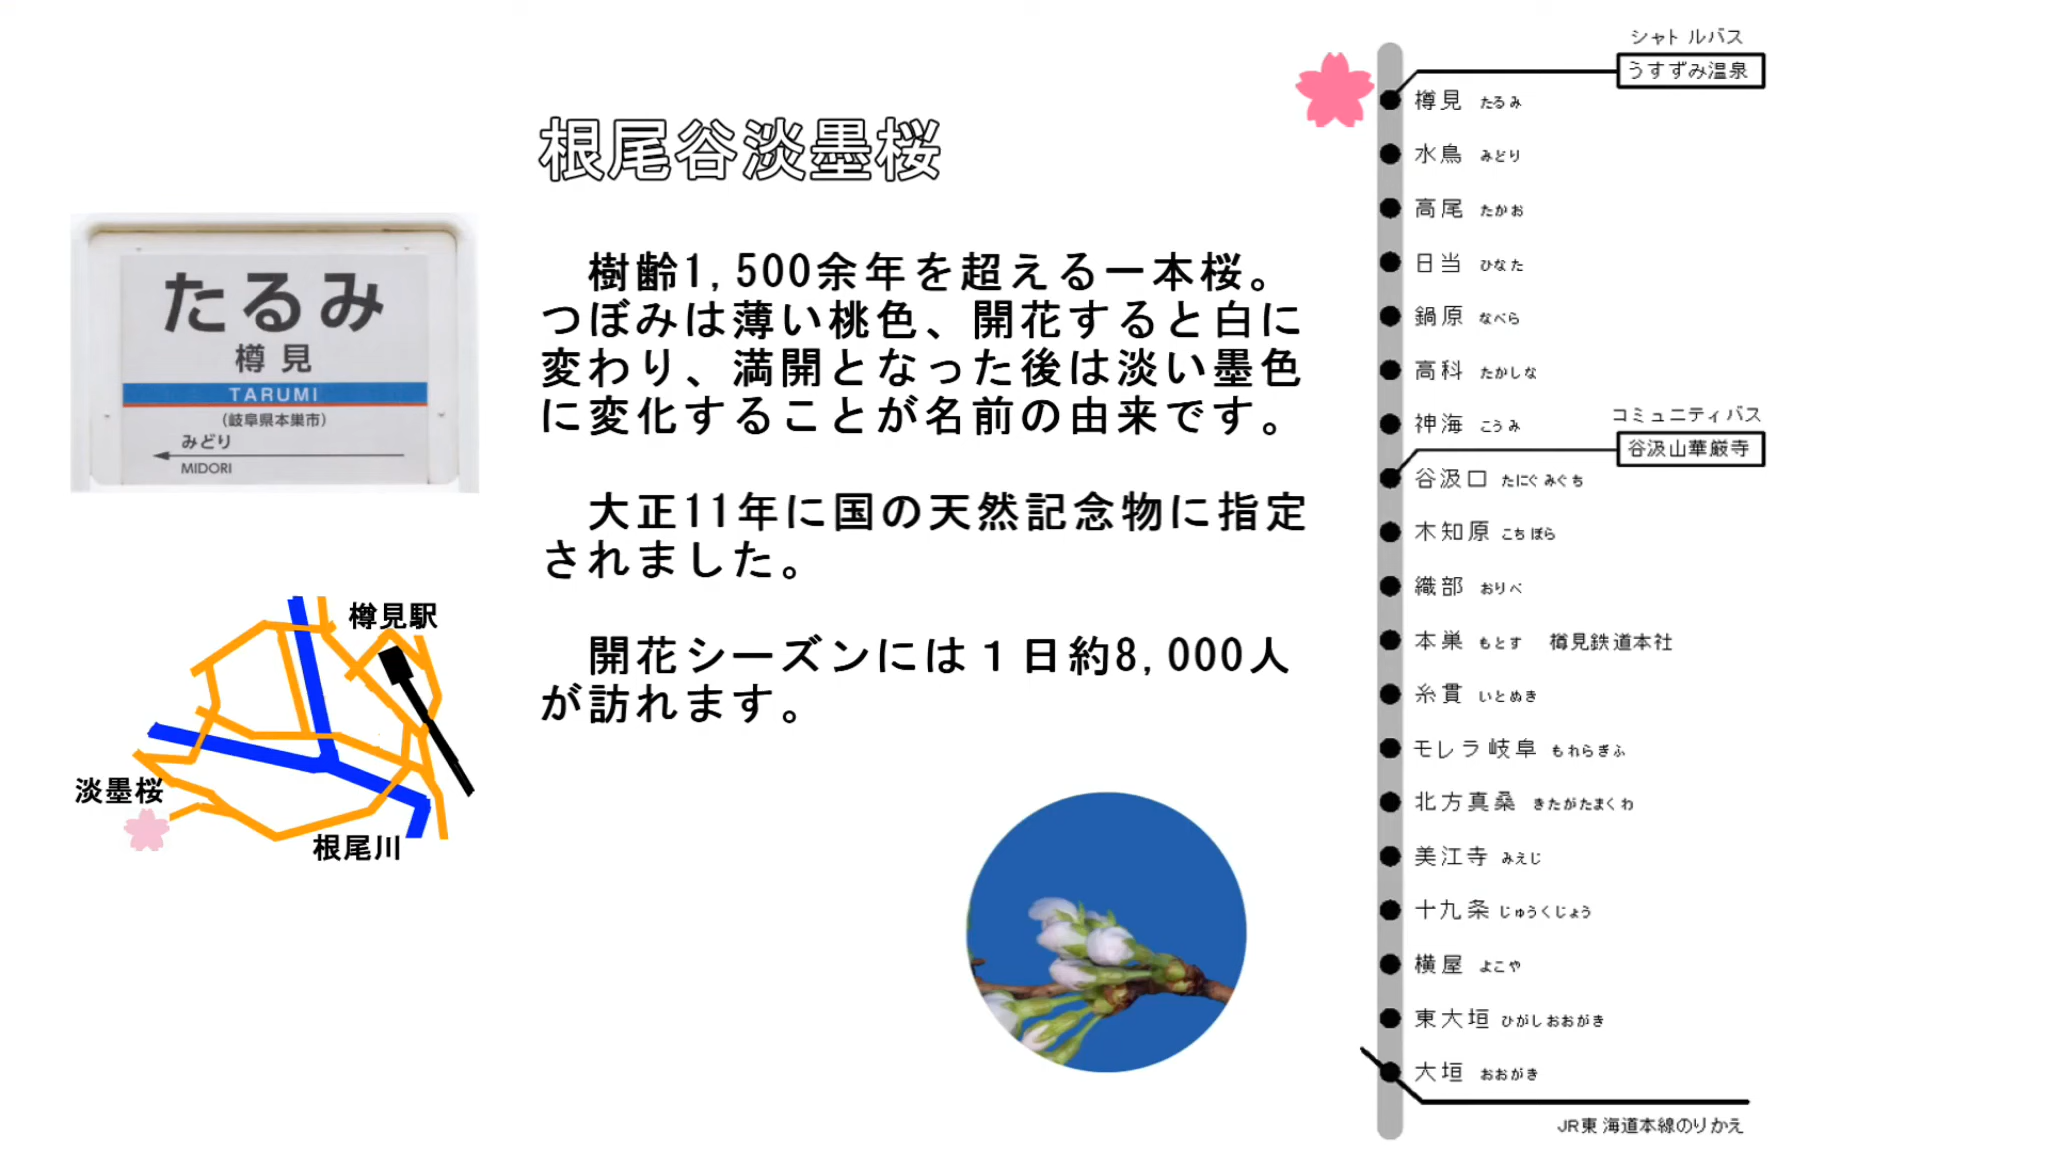 根尾谷淡墨桜
樹齢1,500余年を超える一本桜。
つぼみは薄い桃色、開花すると白に
変わり、満開となった後は淡い墨色
に変化することが名前の由来です。
大正11年に国の天然記念物に指定
されました。
開花シーズンには１日約8,000人
が訪れます。
たるみ
樽見
TARUMI
(岐阜県本巣市)
みどり
MIDORI
樽見駅
淡墨桜
根尾川
シャトルバス
うすずみ温泉
樽見 たるみ
水鳥 みどり
高尾 たかお
日当 ひなた
鍋原 なべら
高科 たかしな
神海 こうみ
コミュニティバス
谷汲山華厳寺
谷汲口 たにぐみぐち
木知原 こちぼら
織部 おりべ
本巣 もとす 樽見鉄道本社
糸貫 いとぬき
モレラ岐阜 もれらぎふ
北方真桑 きたがたまくわ
美江寺 みえじ
十九条 じゅうくじょう
横屋 よこや
東大垣 ひがしおおがき
大垣 おおがき
JR東海道本線のりかえ